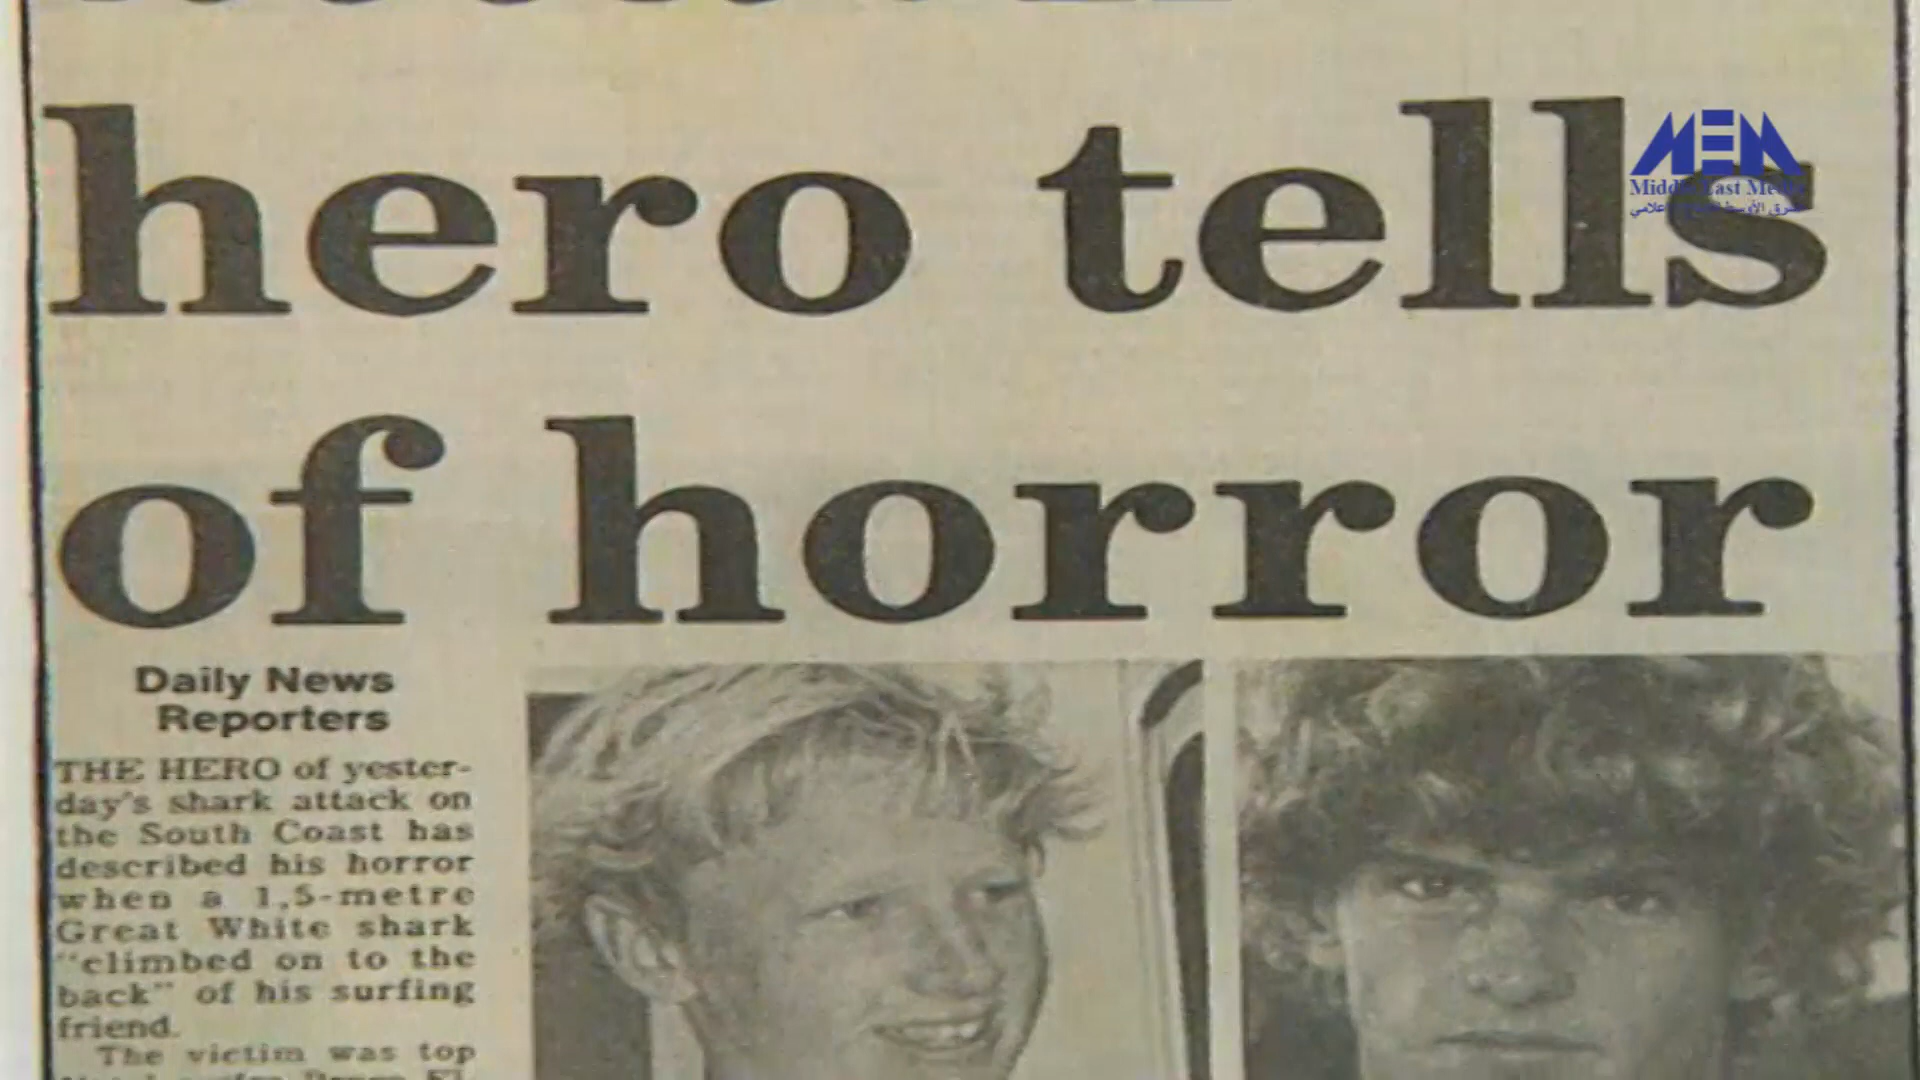 hero tells
of horror
Daily News
Reporters
THE HERO of yester-
day's shark attack on
the South Coast has
described his horror
when a 1,5-metre
Great White shark
"climbed on to the
back" of his surfing
friend.
The victim was top
MEM
Middle East Media